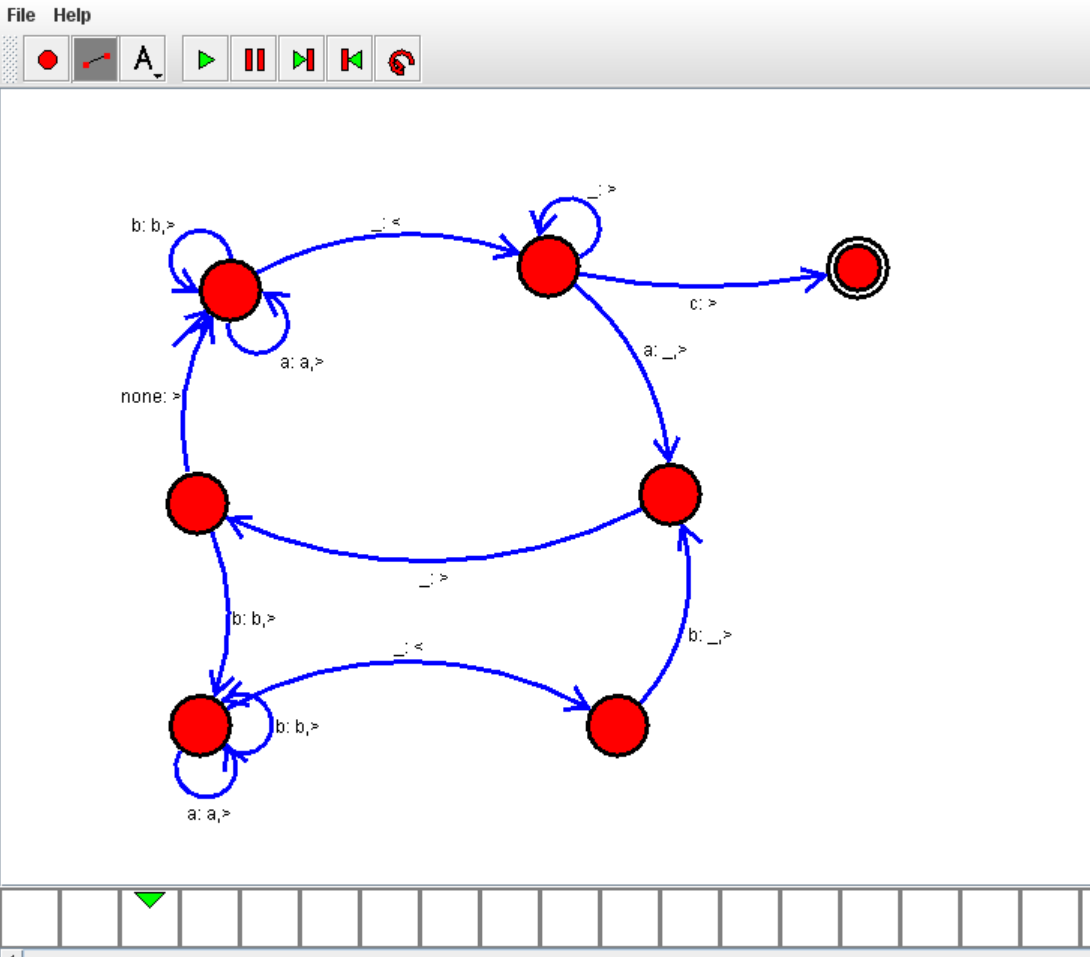 File Help
A
_: >
b: b,>
_: <
c: >
a: _,>
a: a,>
none: >
_: >
b: b,>
b: _,>
_: <
b: b,>
a: a,>